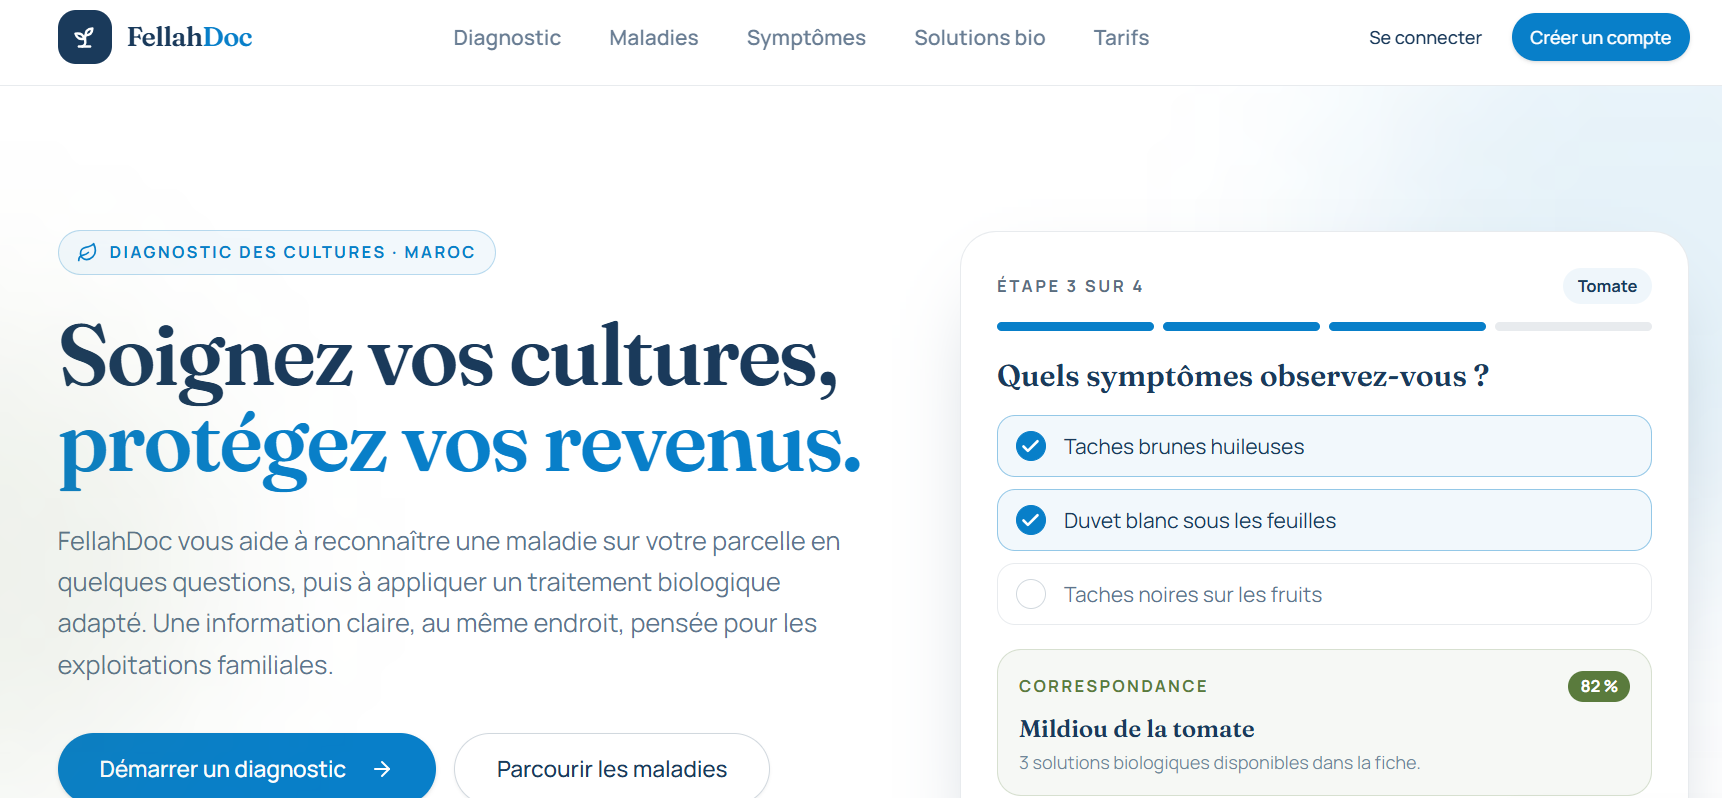 FellahDoc
Diagnostic
Maladies
Symptômes
Solutions bio
Tarifs
Se connecter
Créer un compte
DIAGNOSTIC DES CULTURES · MAROC
Soignez vos cultures,
protégez vos revenus.
FellahDoc vous aide à reconnaître une maladie sur votre parcelle en
quelques questions, puis à appliquer un traitement biologique
adapté. Une information claire, au même endroit, pensée pour les
exploitations familiales.
Démarrer un diagnostic
Parcourir les maladies
ÉTAPE 3 SUR 4
Tomate
Quels symptômes observez-vous ?
Taches brunes huileuses
Duvet blanc sous les feuilles
Taches noires sur les fruits
CORRESPONDANCE
82 %
Mildiou de la tomate
3 solutions biologiques disponibles dans la fiche.